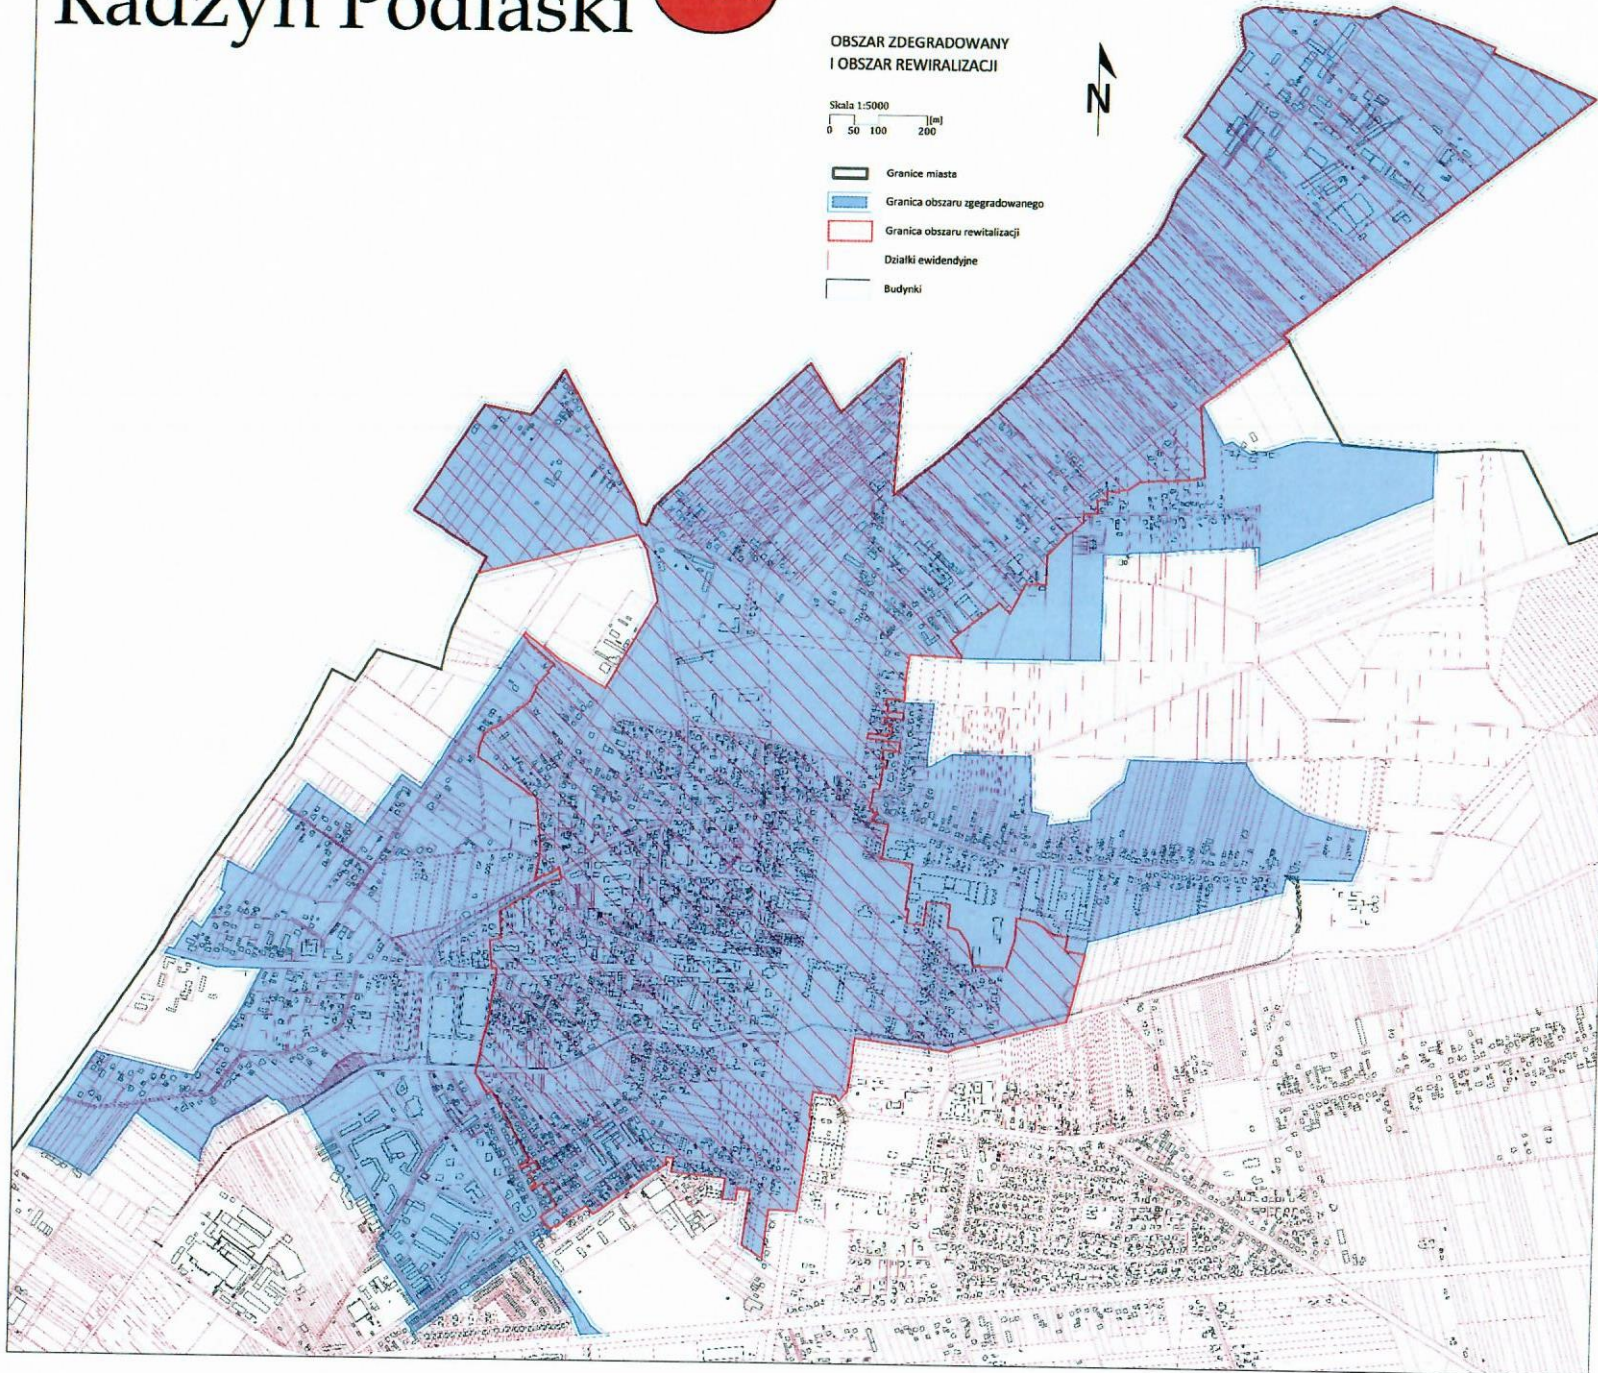 Radzyń Podlaski
OBSZAR ZDEGRADOWANY
I OBSZAR REWIRALIZACJI
Skala 1:5000
[m]
0 50 100 200
N
Granice miasta
Granica obszaru zgegradowanego
Granica obszaru rewitalizacji
Działki ewidendyjne
Budynki